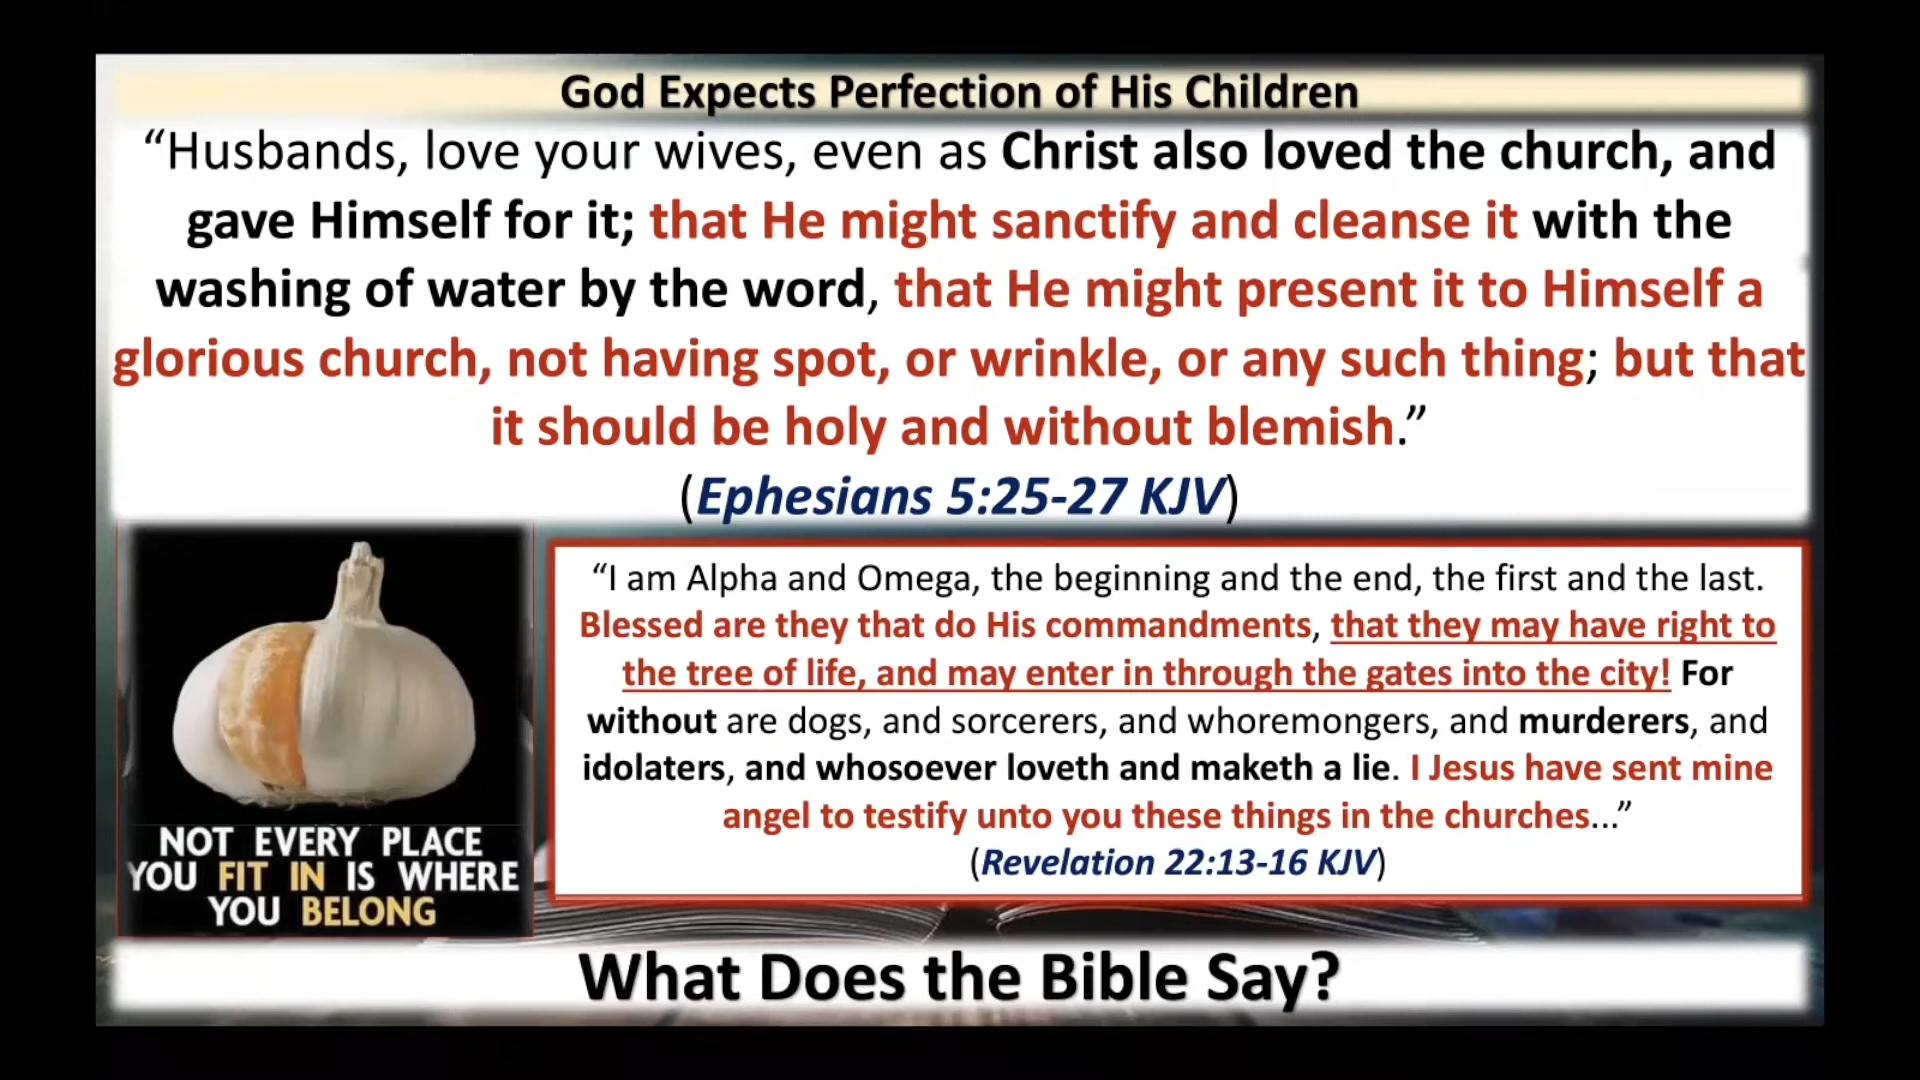 God Expects Perfection of His Children
“Husbands, love your wives, even as Christ also loved the church, and
gave Himself for it; that He might sanctify and cleanse it with the
washing of water by the word, that He might present it to Himself a
glorious church, not having spot, or wrinkle, or any such thing; but that
it should be holy and without blemish.”
(Ephesians 5:25-27 KJV)
NOT EVERY PLACE
YOU FIT IN IS WHERE
YOU BELONG
“I am Alpha and Omega, the beginning and the end, the first and the last.
Blessed are they that do His commandments, that they may have right to
the tree of life, and may enter in through the gates into the city! For
without are dogs, and sorcerers, and whoremongers, and murderers, and
idolaters, and whosoever loveth and maketh a lie. I Jesus have sent mine
angel to testify unto you these things in the churches...”
(Revelation 22:13-16 KJV)
What Does the Bible Say?